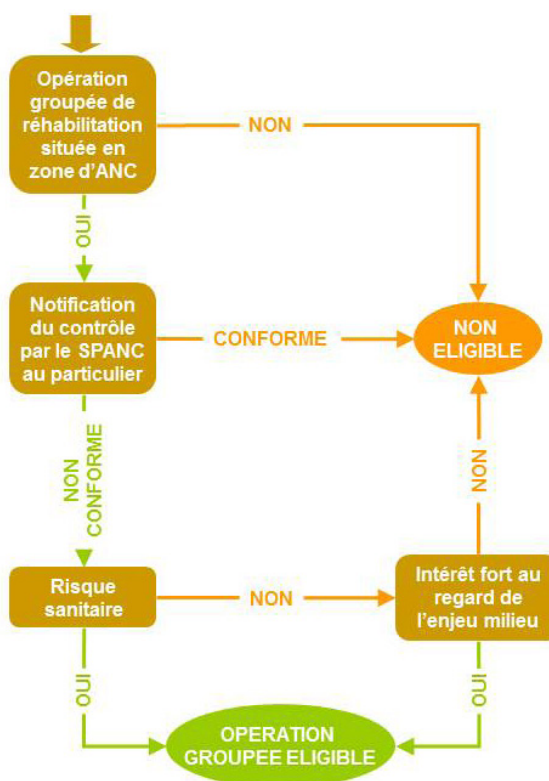 Opération
groupée de
réhabilitation
située en
zone d'ANC
NON
OUI
Notification
du contrôle
par le SPANC
au particulier
CONFORME
NON
ELIGIBLE
NON
CONFORME
NON
Risque
sanitaire
NON
Intérêt fort au
regard de
l'enjeu milieu
OUI
OUI
OPERATION
GROUPEE ELIGIBLE